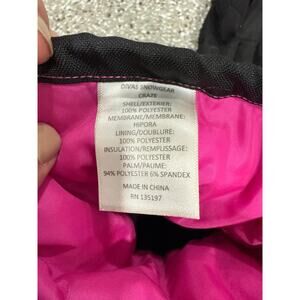 DIVAS SNOWGEAR
CRAZE
SHELL/EXTERIER:
100% POLYESTER
MEMBRANE/MEMBRANE:
HIPORA
LINING/DOUBLURE:
100% POLYESTER
INSULATION/REMPLISSAGE:
100% POLYESTER
PALM/PAUME:
94% POLYESTER 6% SPANDEX
MADE IN CHINA
RN 135197